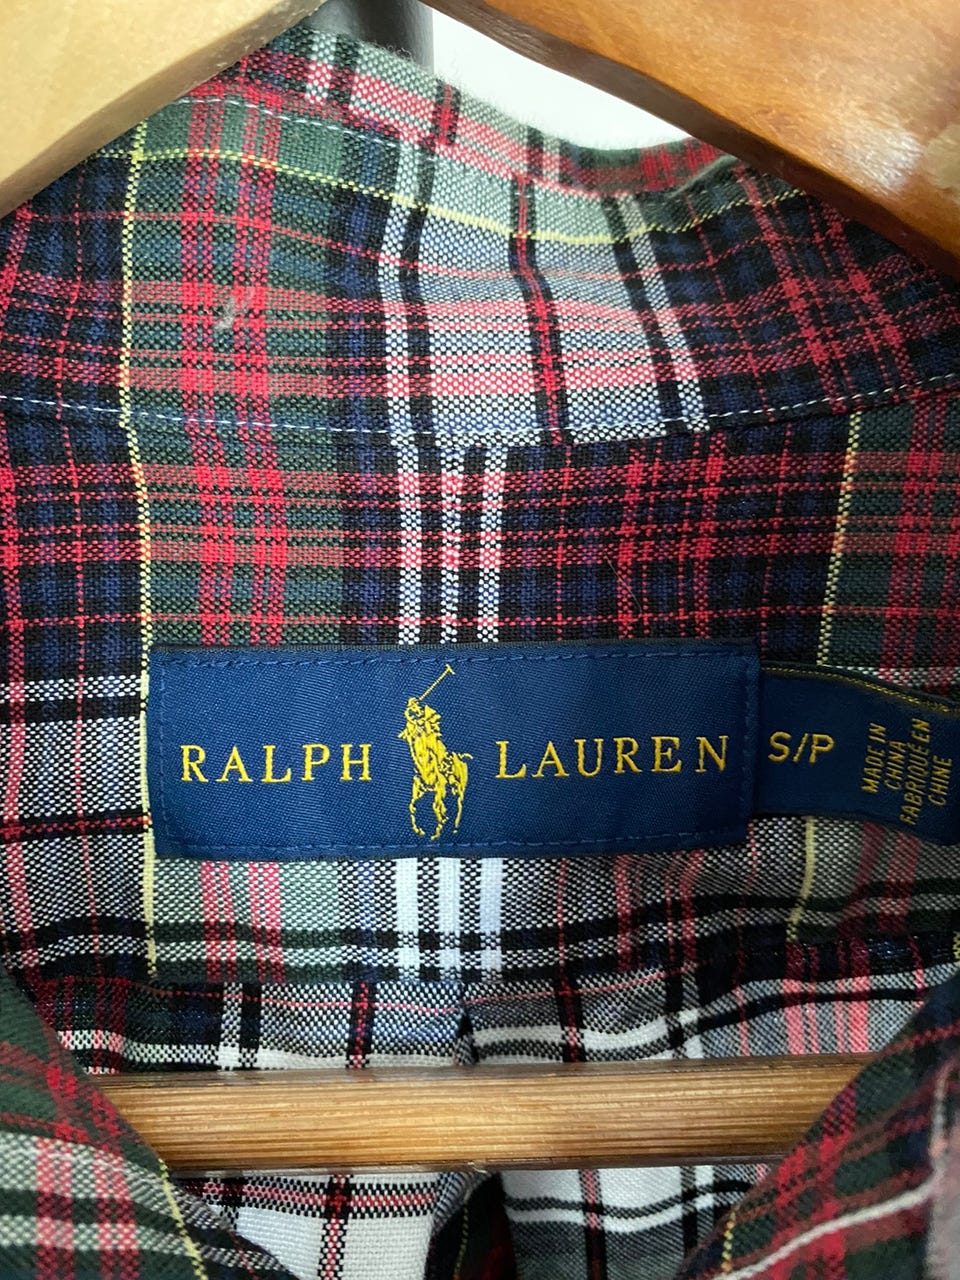 RALPH LAUREN
S/P
MADE IN
CHINA
FABRIQUÉ EN
CHINE